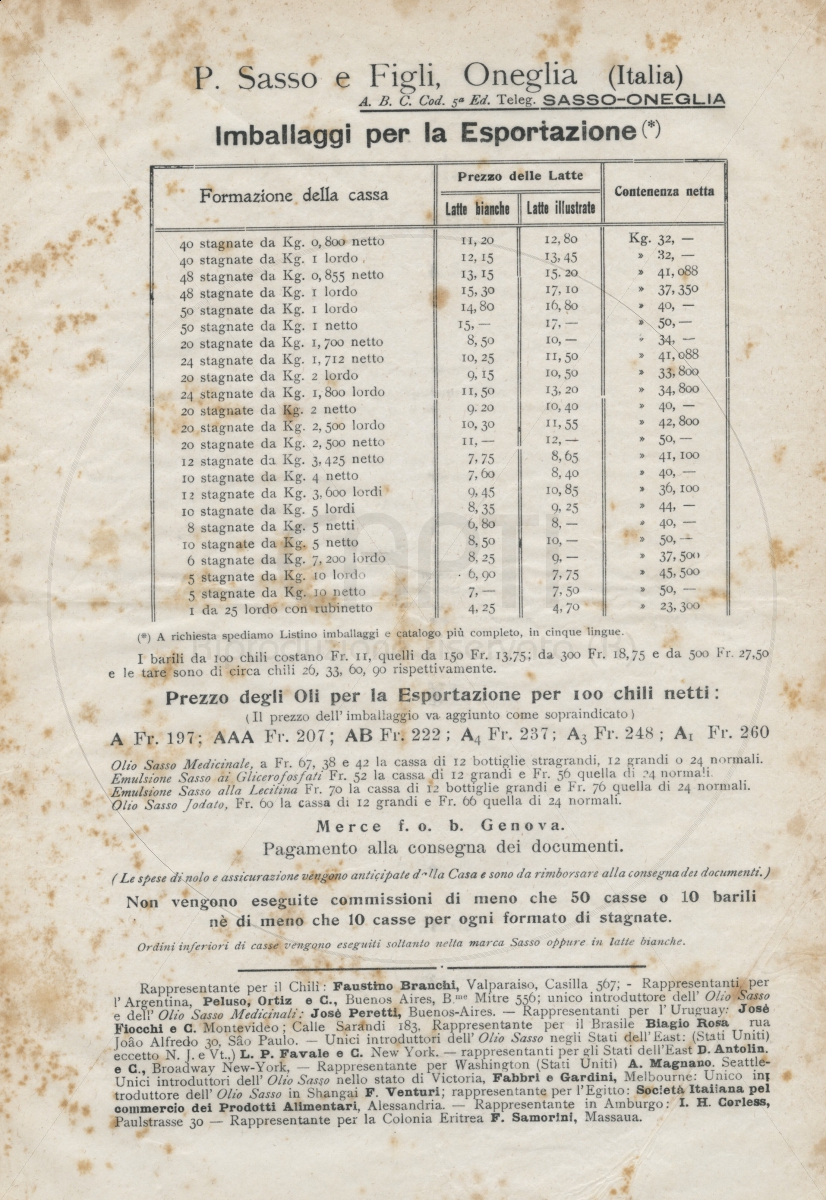 P. Sasso e Figli, Oneglia (Italia)
A. B. C. Cod. 5ª Ed. Teleg. SASSO-ONEGLIA
Imballaggi per la Esportazione (*)
Formazione della cassa
Prezzo delle Latte
Latte bianche
Latte illustrate
Contenenza netta
40 stagnate da Kg. 0,800 netto 11, 20 12, 80 Kg. 32, —
40 stagnate da Kg. 1 lordo 12, 15 13, 45 » 32, —
48 stagnate da Kg. 0,855 netto 13, 15 15. 20 » 41, 088
48 stagnate da Kg. 1 lordo 15, 30 17, 10 » 37, 350
50 stagnate da Kg. 1 lordo 14, 80 16, 80 » 40, —
50 stagnate da Kg. 1 netto 15, — 17, — » 50, —
20 stagnate da Kg. 1,700 netto 8, 50 10, — » 34, —
24 stagnate da Kg. 1,712 netto 10, 25 11, 50 » 41, 088
20 stagnate da Kg. 2 lordo 9, 15 10, 50 » 33, 800
24 stagnate da Kg. 1,800 lordo 11, 50 13, 20 » 34, 800
20 stagnate da Kg. 2 netto 9. 20 10, 40 » 40, —
20 stagnate da Kg. 2, 500 lordo 10, 30 11, 55 » 42, 800
20 stagnate da Kg. 2, 500 netto 11, — 12, — » 50, —
12 stagnate da Kg. 3, 425 netto 7, 75 8, 65 » 41, 100
10 stagnate da Kg. 4 netto 7, 60 8, 40 » 40, —
12 stagnate da Kg. 3, 600 lordi 9, 45 10, 85 » 36, 100
10 stagnate da Kg. 5 lordi 8, 35 9, 25 » 44, —
8 stagnate da Kg. 5 netti 6, 80 8, — » 40, —
10 stagnate da Kg. 5 netto 8, 50 10, — » 50, —
6 stagnate da Kg. 7, 200 lordo 8, 25 9, — » 37, 500
5 stagnate da Kg. 10 lordo 6, 90 7, 75 » 45, 500
5 stagnate da Kg. 10 netto 7, — 7, 50 » 50, —
1 da 25 lordo con rubinetto 4, 25 4, 70 » 23, 300
(*) A richiesta spediamo Listino imballaggi e catalogo più completo, in cinque lingue.
I barili da 100 chili costano Fr. 11, quelli da 150 Fr. 13,75; da 300 Fr. 18,75 e da 500 Fr. 27,50
e le tare sono di circa chili 26, 33, 60, 90 rispettivamente.
Prezzo degli Oli per la Esportazione per 100 chili netti:
(Il prezzo dell' imballaggio va aggiunto come sopraindicato)
A Fr. 197; AAA Fr. 207; AB Fr. 222; A4 Fr. 237; A3 Fr. 248; A1 Fr. 260
Olio Sasso Medicinale, a Fr. 67, 38 e 42 la cassa di 12 bottiglie stragrandi, 12 grandi o 24 normali.
Emulsione Sasso ai Glicerofosfati Fr. 52 la cassa di 12 grandi e Fr. 56 quella di 24 normali.
Emulsione Sasso alla Lecitina Fr. 70 la cassa di 12 bottiglie grandi e Fr. 76 quella di 24 normali.
Olio Sasso Jodato, Fr. 60 la cassa di 12 grandi e Fr. 66 quella di 24 normali.
Merce f. o. b. Genova.
Pagamento alla consegna dei documenti.
(Le spese di nolo e assicurazione vengono anticipate dalla Casa e sono da rimborsare alla consegna dei documenti.)
Non vengono eseguite commissioni di meno che 50 casse o 10 barili
nè di meno che 10 casse per ogni formato di stagnate.
Ordini inferiori di casse vengono eseguiti soltanto nella marca Sasso oppure in latte bianche.
Rappresentante per il Chili: Faustino Branchi, Valparaiso, Casilla 567; - Rappresentanti per
l' Argentina, Peluso, Ortiz e C., Buenos Aires, B.me Mitre 556; unico introduttore dell' Olio Sasso
e dell' Olio Sasso Medicinali: Josè Peretti, Buenos-Aires. — Rappresentanti per l' Uruguay: Josè
Fiocchi e C. Montevidéo; Calle Sarandi 183. Rappresentante per il Brasile Biagio Rosa rua
João Alfredo 30, São Paulo. — Unici introduttori dell' Olio Sasso negli Stati dell'East: (Stati Uniti)
eccetto N. J. e Vt.,) L. P. Favale e C. New York. — rappresentanti per gli Stati dell'East D. Antolin.
e C., Broadway New-York, — Rappresentante per Washington (Stati Uniti) A. Magnano. Seattle-
Unici introduttori dell' Olio Sasso nello stato di Victoria, Fabbri e Gardini, Melbourne: Unico in
troduttore dell' Olio Sasso in Shangai F. Venturi; rappresentante per l'Egitto: Società Italiana pel
commercio dei Prodotti Alimentari, Alessandria. — Rappresentante in Amburgo: I. H. Corless,
Paulstrasse 30 — Rappresentante per la Colonia Eritrea F. Samorini, Massaua.